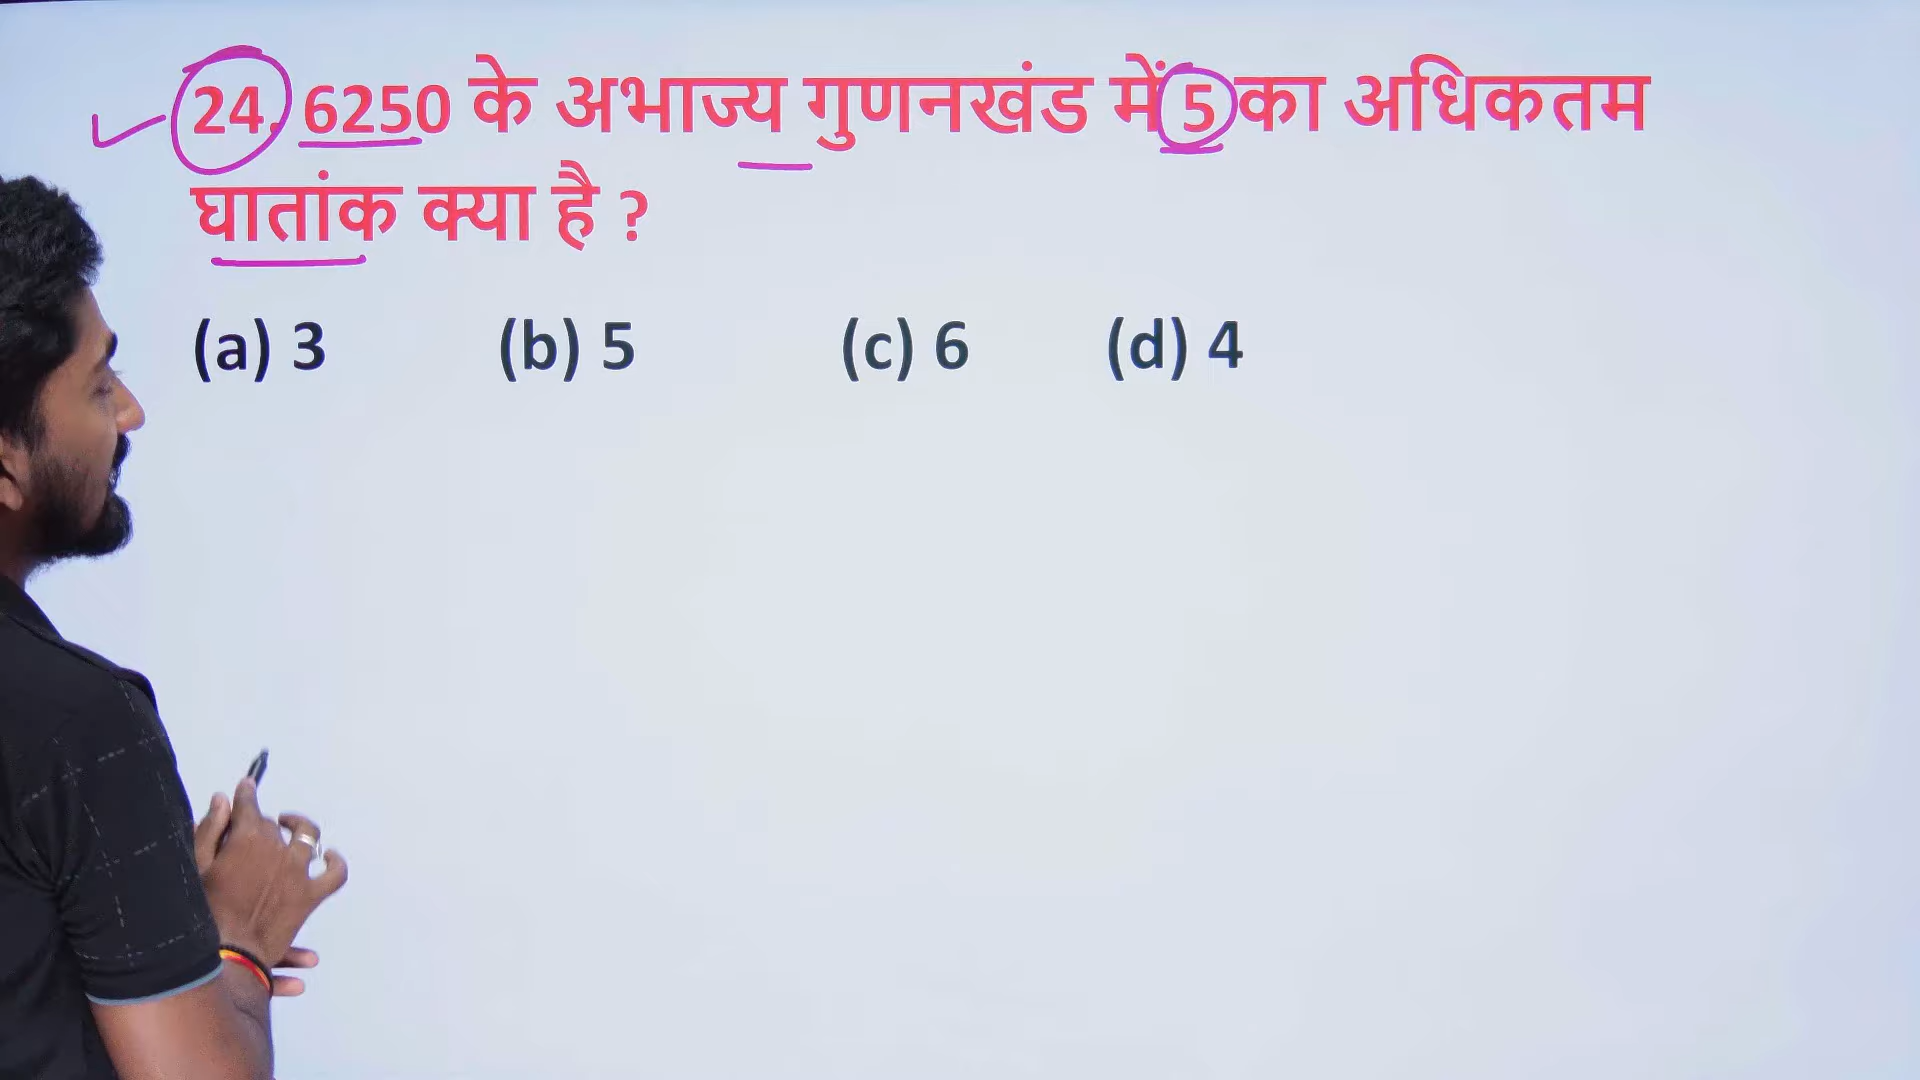 24. 6250 के अभाज्य गुणनखंड में 5 का अधिकतम
घातांक क्या है ?
(a) 3 (b) 5 (c) 6 (d) 4